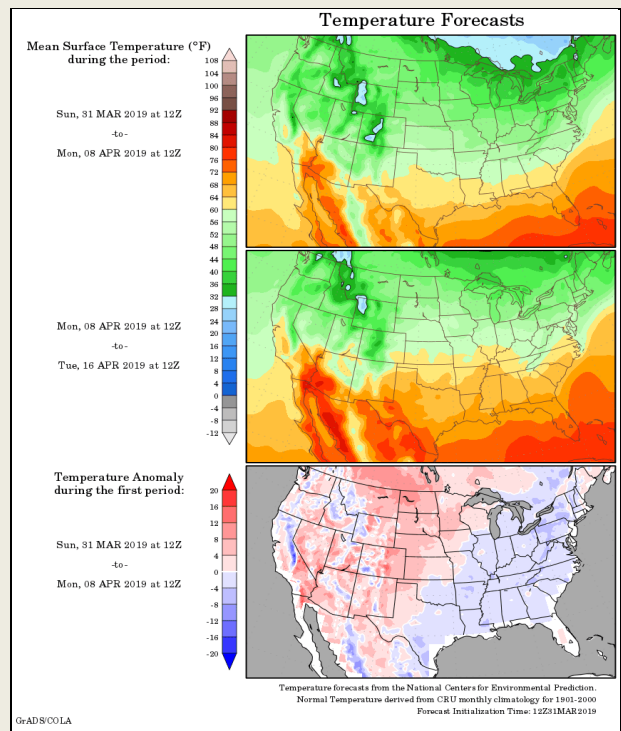 Temperature Forecasts
Mean Surface Temperature (°F)
during the period:
108
104
100
96
92
88
84
80
76
72
68
64
60
56
52
48
44
40
36
32
28
24
20
16
12
8
4
0
-4
-8
-12
Sun, 31 MAR 2019 at 12Z
-to-
Mon, 08 APR 2019 at 12Z
Mon, 08 APR 2019 at 12Z
-to-
Tue, 16 APR 2019 at 12Z
Temperature Anomaly
during the first period:
20
16
12
8
4
0
-4
-8
-12
-16
-20
Sun, 31 MAR 2019 at 12Z
-to-
Mon, 08 APR 2019 at 12Z
Temperature forecasts from the National Centers for Environmental Prediction.
Normal Temperature derived from CRU monthly climatology for 1901-2000
Forecast Initialization Time: 12Z31MAR2019
GrADS/COLA